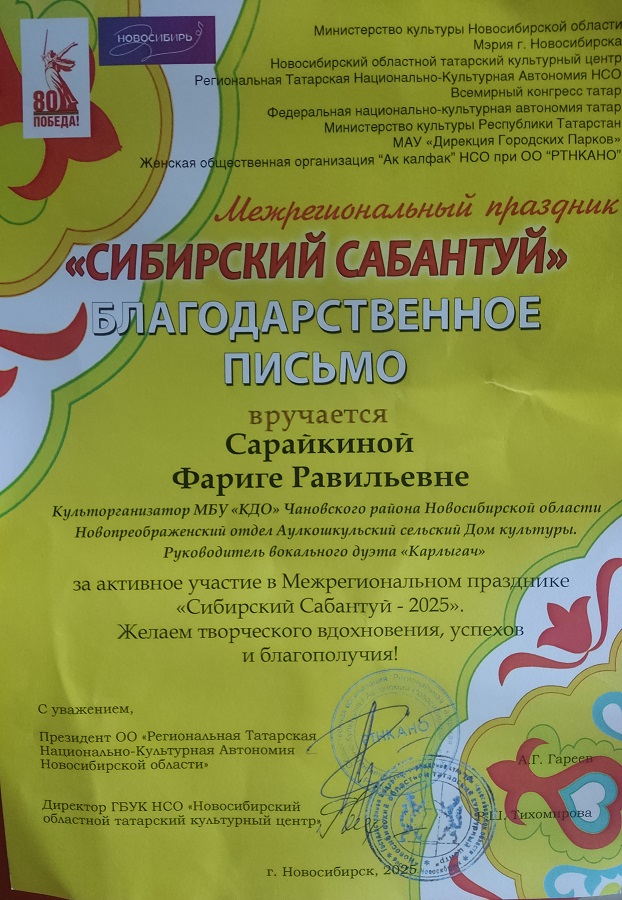 80
ПОБЕДА!
НОВОСИБИРЬ
Министерство культуры Новосибирской области
Мэрия г. Новосибирска
Новосибирский областной татарский культурный центр
Региональная Татарская Национально-Культурная Автономия НСО
Всемирный конгресс татар
Федеральная национально-культурная автономия татар
Министерство культуры Республики Татарстан
МАУ «Дирекция Городских Парков»
Женская общественная организация "Ак калфак" НСО при ОО "РТНКАНО"
Межрегиональный праздник
«СИБИРСКИЙ САБАНТУЙ»
БЛАГОДАРСТВЕННОЕ
ПИСЬМО
вручается
Сарайкиной
Фариге Равильевне
Культорганизатор МБУ «КДО» Чановского района Новосибирской области
Новопреображенский отдел Аулкошкульский сельский Дом культуры.
Руководитель вокального дуэта «Карлыгач»
за активное участие в Межрегиональном празднике
«Сибирский Сабантуй - 2025».
Желаем творческого вдохновения, успехов
и благополучия!
С уважением,
Президент ОО «Региональная Татарская
Национально-Культурная Автономия
Новосибирской области»
РТНКАНО
А.Г. Гареев
Директор ГБУК НСО «Новосибирский
областной татарский культурный центр»
Р.Ш. Тихомирова
г. Новосибирск, 2025